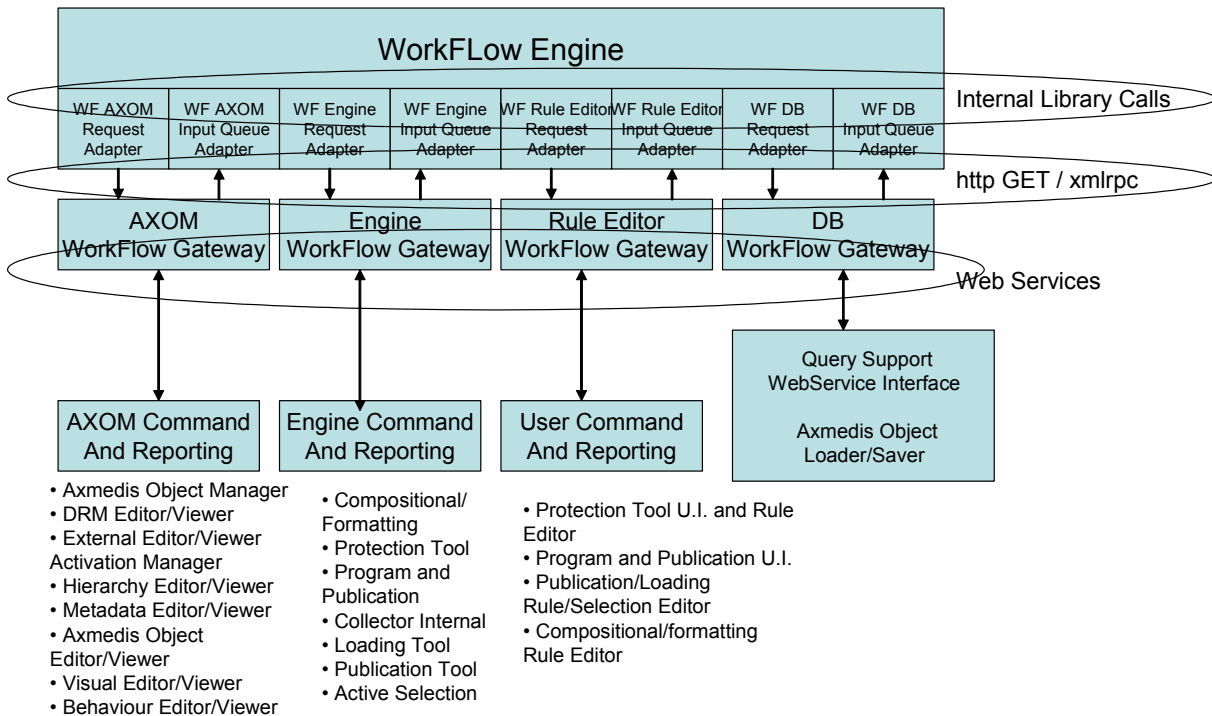 WorkFLow Engine
WF AXOM
Request
Adapter
WF AXOM
Input Queue
Adapter
WF Engine
Request
Adapter
WF Engine
Input Queue
Adapter
WF Rule Editor
Request
Adapter
WF Rule Editor
Input Queue
Adapter
WF DB
Request
Adapter
WF DB
Input Queue
Adapter
Internal Library Calls
http GET / xmlrpc
AXOM
WorkFlow Gateway
Engine
WorkFlow Gateway
Rule Editor
WorkFlow Gateway
DB
WorkFlow Gateway
Web Services
Query Support
WebService Interface
Axmedis Object
Loader/Saver
AXOM Command
And Reporting
Engine Command
And Reporting
User Command
And Reporting
• Axmedis Object Manager
• DRM Editor/Viewer
• External Editor/Viewer
Activation Manager
• Hierarchy Editor/Viewer
• Metadata Editor/Viewer
• Axmedis Object
Editor/Viewer
• Visual Editor/Viewer
• Behaviour Editor/Viewer
• Compositional/
Formatting
• Protection Tool
• Program and
Publication
• Collector Internal
• Loading Tool
• Publication Tool
• Active Selection
• Protection Tool U.I. and Rule
Editor
• Program and Publication U.I.
• Publication/Loading
Rule/Selection Editor
• Compositional/formatting
Rule Editor